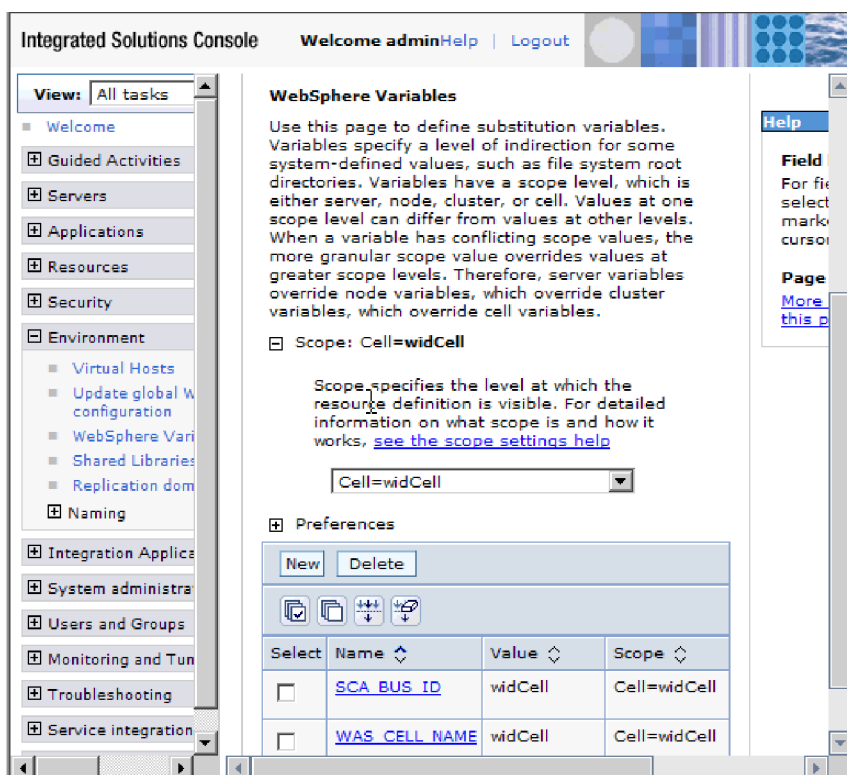 Integrated Solutions Console Welcome adminHelp | Logout
View: All tasks
Welcome
Guided Activities
Servers
Applications
Resources
Security
Environment
Virtual Hosts
Update global W
configuration
WebSphere Vari
Shared Libraries
Replication dom
Naming
Integration Applica
System administra
Users and Groups
Monitoring and Tun
Troubleshooting
Service integration
WebSphere Variables
Use this page to define substitution variables.
Variables specify a level of indirection for some
system-defined values, such as file system root
directories. Variables have a scope level, which is
either server, node, cluster, or cell. Values at one
scope level can differ from values at other levels.
When a variable has conflicting scope values, the
more granular scope value overrides values at
greater scope levels. Therefore, server variables
override node variables, which override cluster
variables, which override cell variables.
Scope: Cell=widCell
Scope specifies the level at which the
resource definition is visible. For detailed
information on what scope is and how it
works, see the scope settings help
Cell=widCell
Preferences
New Delete
Select Name Value Scope
SCA_BUS_ID widCell Cell=widCell
WAS_CELL_NAME widCell Cell=widCell
Help
Field
For fie
select
marke
cursor
Page
More
this p